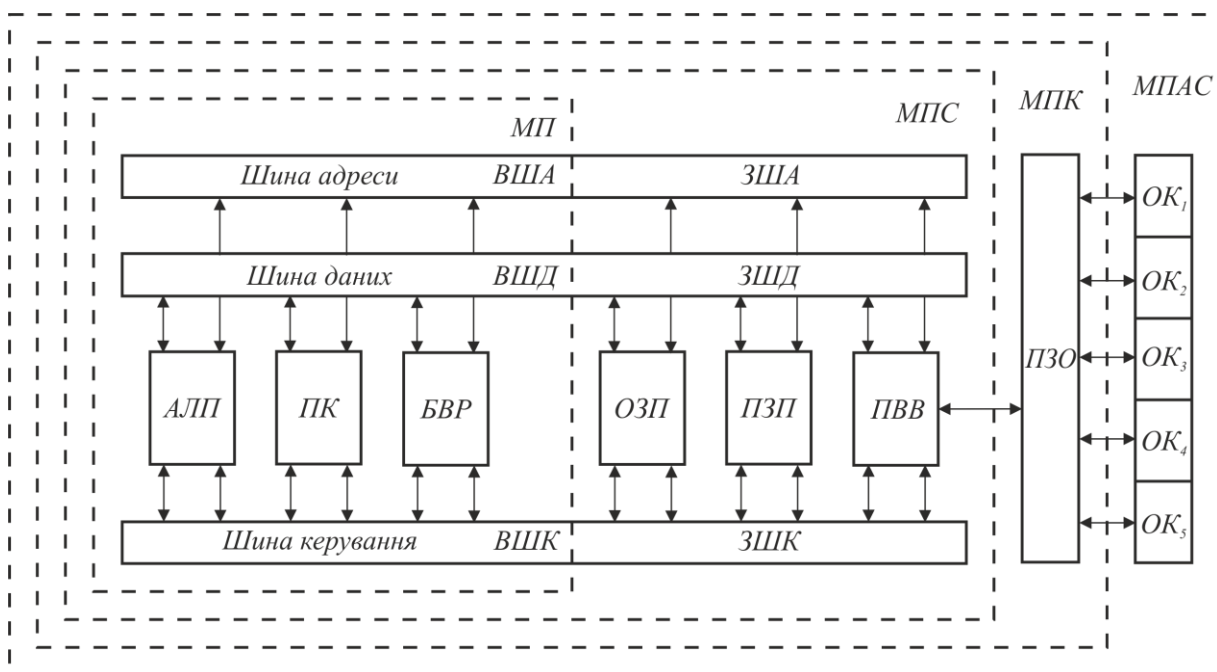 МПАС
МПК
МПС
МП
Шина адреси ВША ЗША
Шина даних ВШД ЗШД
АЛП ПК БВР ОЗП ПЗП ПВВ
Шина керування ВШК ЗШК
ПЗО
ОК₁
ОК₂
ОК₃
ОК₄
ОК₅